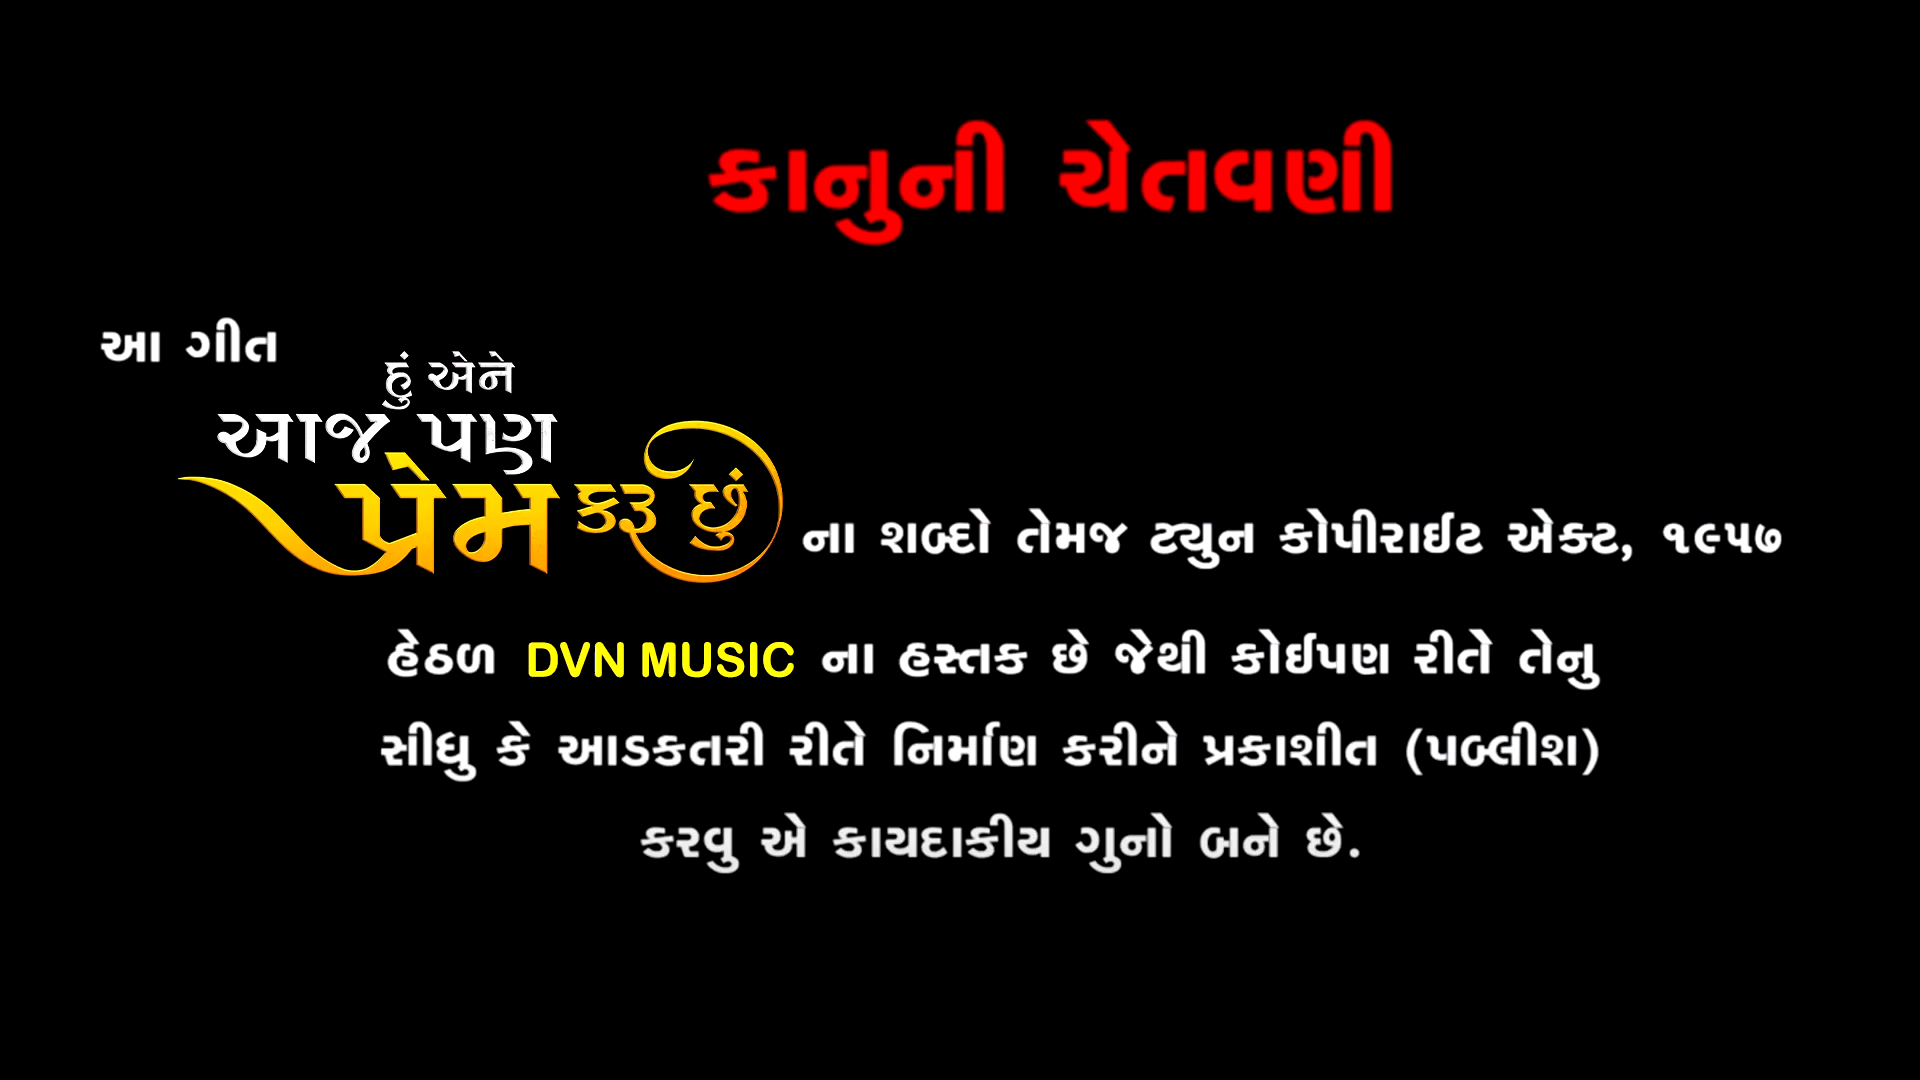 કાનુની ચેતવણી
આ ગીત
હું એને
આજ પણ
પ્રેમ કરૂ છું
ના શબ્દો તેમજ ટ્યુન કોપીરાઈટ એક્ટ, ૧૯૫૭
હેઠળ DVN MUSIC ના હસ્તક છે જેથી કોઈપણ રીતે તેનુ
સીધુ કે આડકતરી રીતે નિર્માણ કરીને પ્રકાશીત (પબ્લીશ)
કરવુ એ કાયદાકીય ગુનો બને છે.